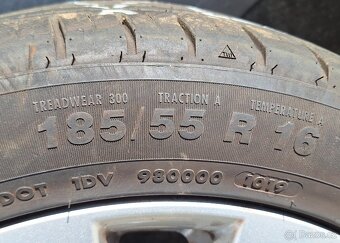 TREADWEAR 300 TRACTION A TEMPERATURE A
185/55 R 16
DOT 1DV 980000 1019